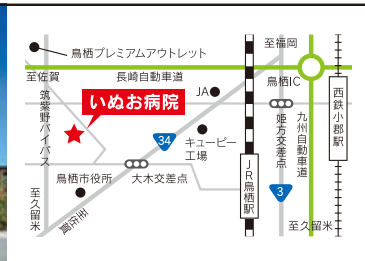 至福岡
鳥栖プレミアムアウトレット
至佐賀
長崎自動車道
鳥栖IC
JA
いぬお病院
筑紫野バイパス
34
キューピー
工場
姫方交差点
九州自動車道
西鉄小郡駅
JR鳥栖駅
鳥栖市役所
大木交差点
3
至久留米
至佐賀
至久留米